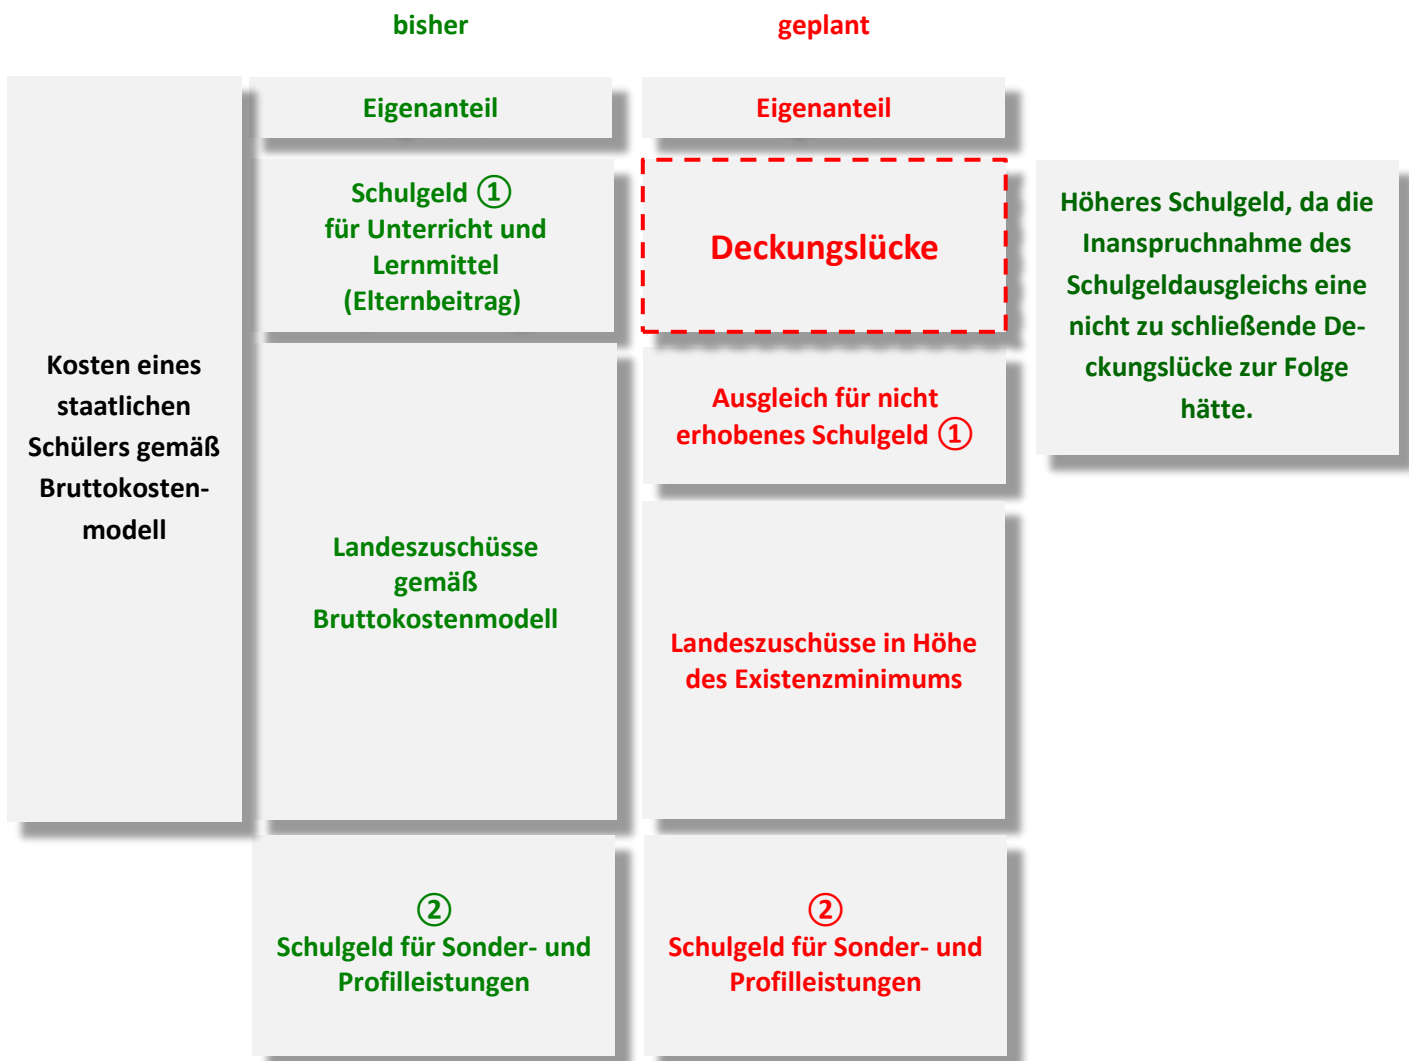 bisher
geplant
Kosten eines
staatlichen
Schülers gemäß
Bruttokosten-
modell
Eigenanteil
Schulgeld ①
für Unterricht und
Lernmittel
(Elternbeitrag)
Landeszuschüsse
gemäß
Bruttokostenmodell
②
Schulgeld für Sonder- und
Profilleistungen
Eigenanteil
Deckungslücke
Ausgleich für nicht
erhobenes Schulgeld ①
Landeszuschüsse in Höhe
des Existenzminimums
②
Schulgeld für Sonder- und
Profilleistungen
Höheres Schulgeld, da die
Inanspruchnahme des
Schulgeldausgleichs eine
nicht zu schließende De-
ckungslücke zur Folge
hätte.